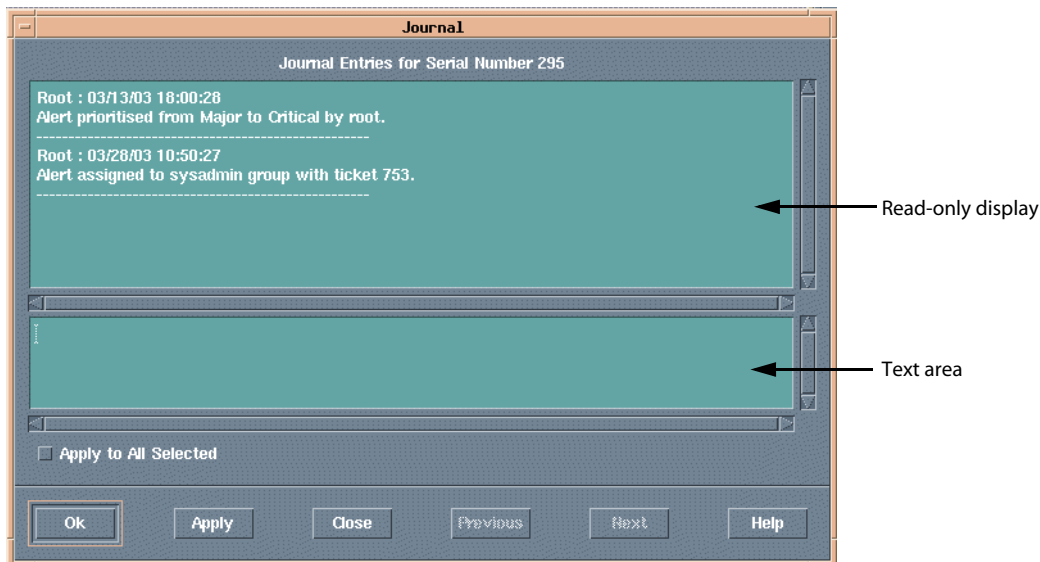 Journal
Journal Entries for Serial Number 295
Root : 03/13/03 18:00:28
Alert prioritised from Major to Critical by root.
--------------------------------------------------
Root : 03/28/03 10:50:27
Alert assigned to sysadmin group with ticket 753.
--------------------------------------------------
Read-only display
Text area
Apply to All Selected
Ok Apply Close Previous Next Help